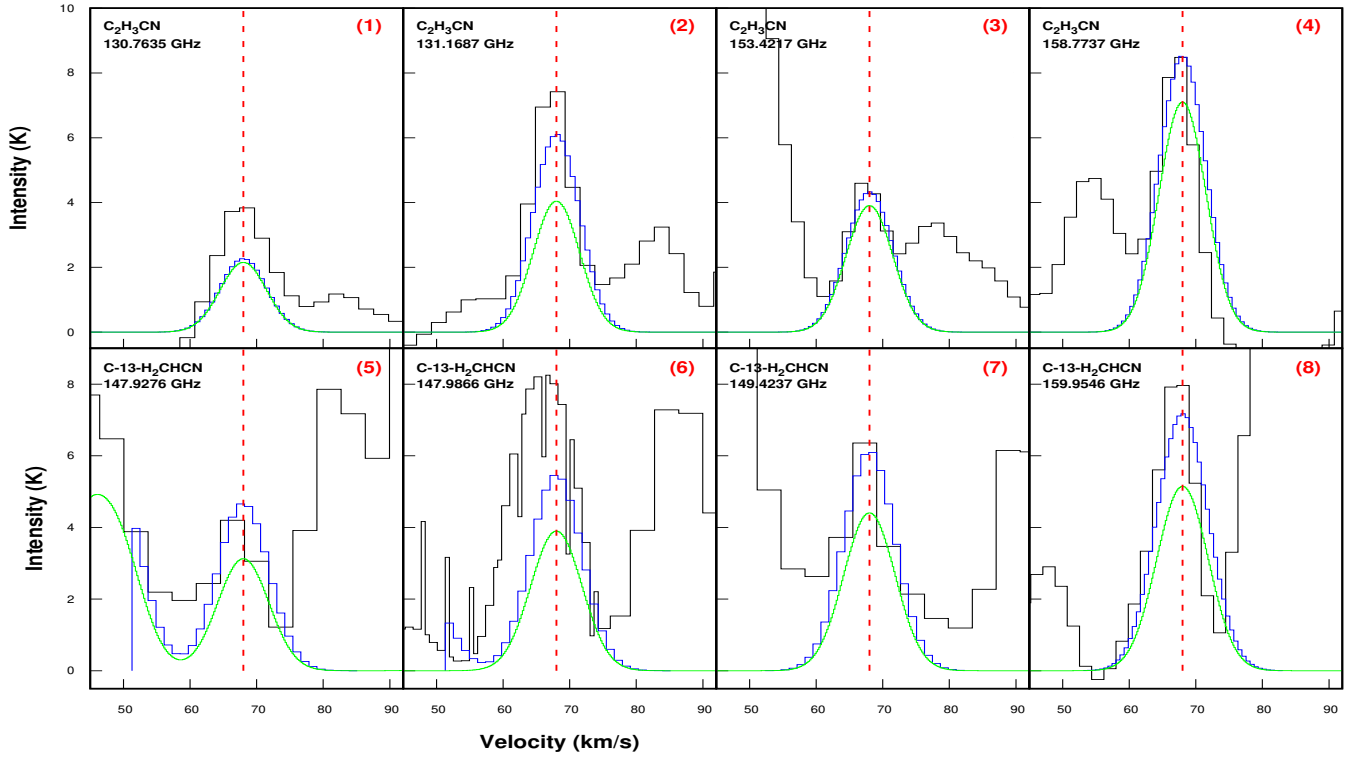 C₂H₃CN
130.7635 GHz
(1)
C₂H₃CN
131.1687 GHz
(2)
C₂H₃CN
153.4217 GHz
(3)
C₂H₃CN
158.7737 GHz
(4)
10
8
6
4
2
0
Intensity (K)
C-13-H₂CHCN
147.9276 GHz
(5)
C-13-H₂CHCN
147.9866 GHz
(6)
C-13-H₂CHCN
149.4237 GHz
(7)
C-13-H₂CHCN
159.9546 GHz
(8)
8
6
4
2
0
Intensity (K)
50 60 70 80 90
50 60 70 80 90
50 60 70 80 90
50 60 70 80 90
Velocity (km/s)